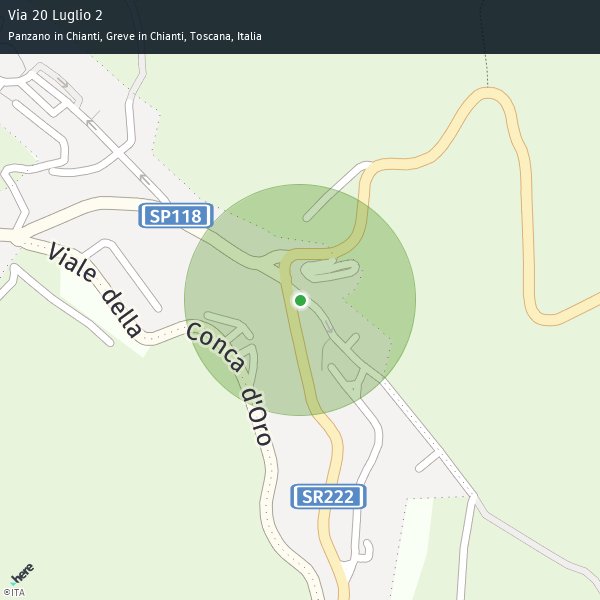 Via 20 Luglio 2
Panzano in Chianti, Greve in Chianti, Toscana, Italia
SP118
Viale della
Conca d'Oro
SR222
here
©ITA